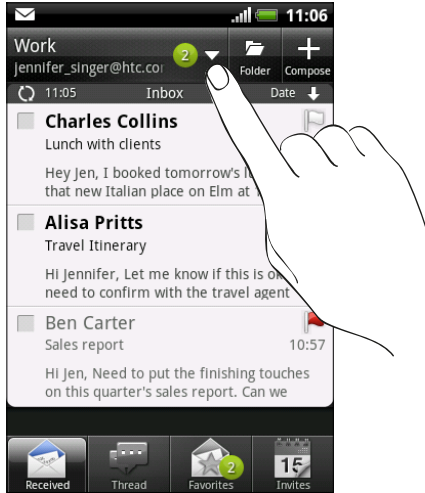 11:06
Work
2
jennifer_singer@htc.co
Folder
Compose
11:05 Inbox Date
Charles Collins
Lunch with clients
Hey Jen, I booked tomorrow's
that new Italian place on Elm at
Alisa Pritts
Travel Itinerary
Hi Jennifer, Let me know if this is
need to confirm with the travel agent
Ben Carter
Sales report 10:57
Hi Jen, Need to put the finishing touches
on this quarter's sales report. Can we
15
2
Received Thread Favorites Invites